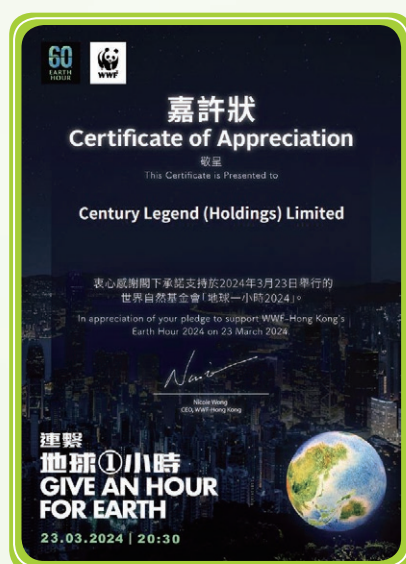 60
EARTH
HOUR
WWF
嘉許狀
Certificate of Appreciation
敬呈
This Certificate is Presented to
Century Legend (Holdings) Limited
衷心感謝閣下承諾支持於2024年3月23日舉行的
世界自然基金會「地球一小時2024」。
In appreciation of your pledge to support WWF-Hong Kong's
Earth Hour 2024 on 23 March 2024
Nicole Wong
CEO, WWF-Hong Kong
連繫
地球①小時
GIVE AN HOUR
FOR EARTH
23.03.2024 | 20:30